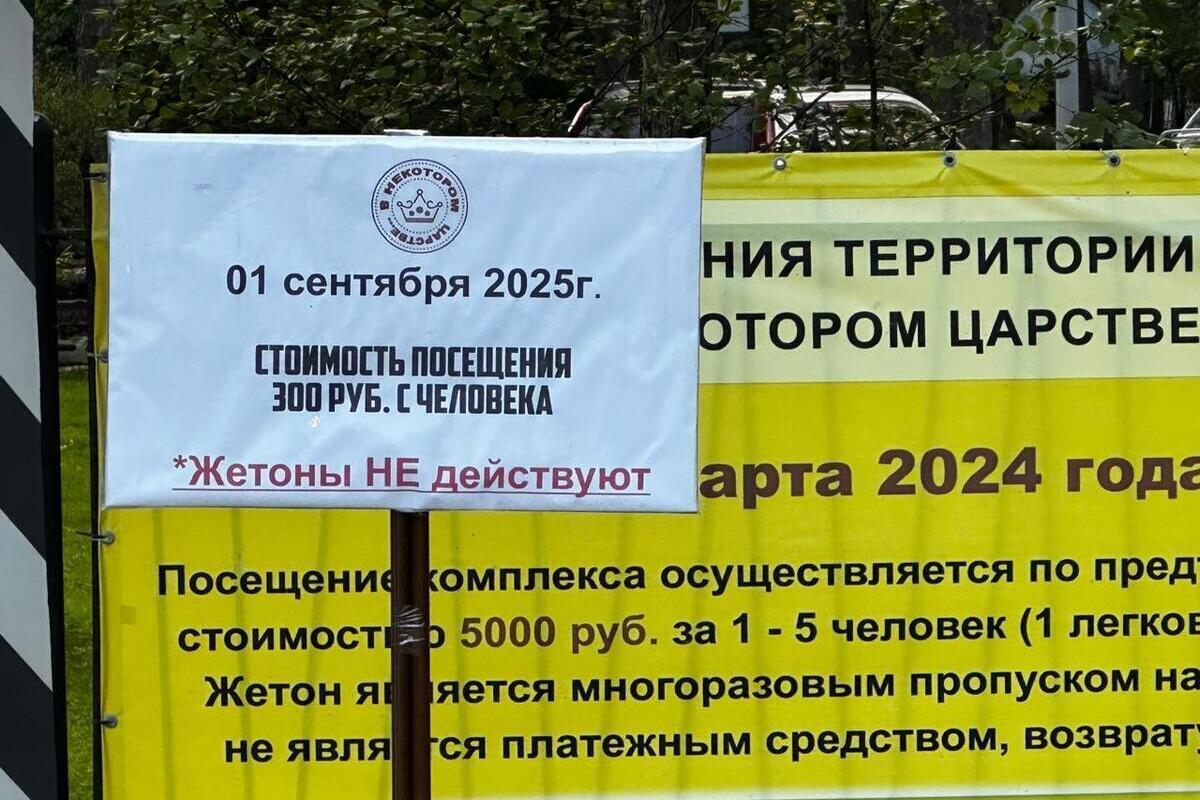 В НЕКОТОРОМ ЦАРСТВЕ...
01 сентября 2025г.
СТОИМОСТЬ ПОСЕЩЕНИЯ
300 РУБ. С ЧЕЛОВЕКА
*Жетоны НЕ действуют
НИЯ ТЕРРИТОРИИ
ОТОРОМ ЦАРСТВЕ
арта 2024 года
Посещение комплекса осуществляется по пред
стоимость 5000 руб. за 1 - 5 человек (1 легков
Жетон является многоразовым пропуском на
не является платежным средством, возврату